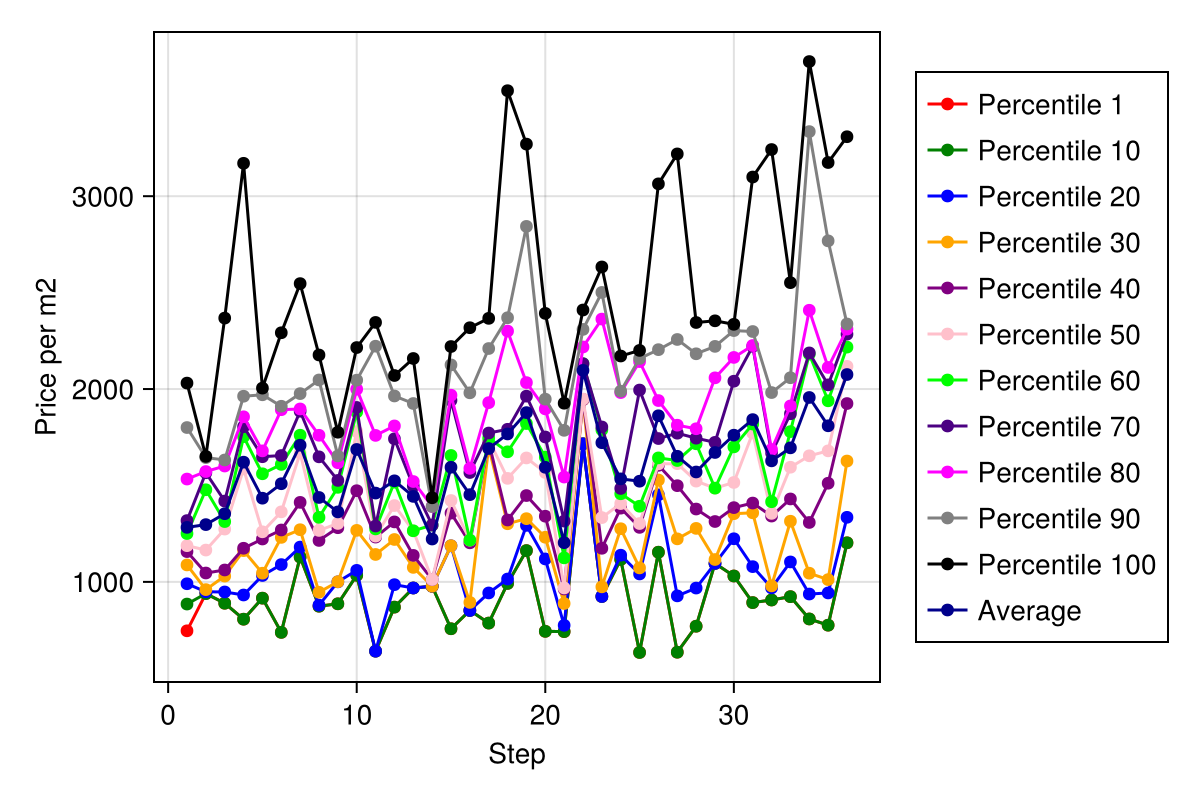 3000
2000
1000
Price per m2
0
10
20
30
Step
Percentile 1
Percentile 10
Percentile 20
Percentile 30
Percentile 40
Percentile 50
Percentile 60
Percentile 70
Percentile 80
Percentile 90
Percentile 100
Average